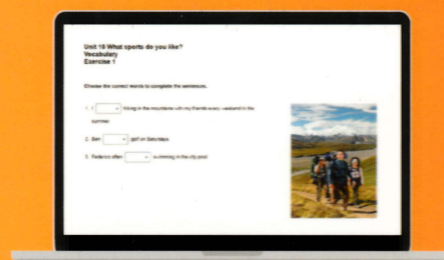 Unit 10 What sports do you like?
Vocabulary
Exercise 1
Choose the correct words to complete the sentences.
1. I hiking in the mountains with my friends every weekend in the
summer.
2. Ben golf on Saturdays.
3. Federico often swimming in the city pool.